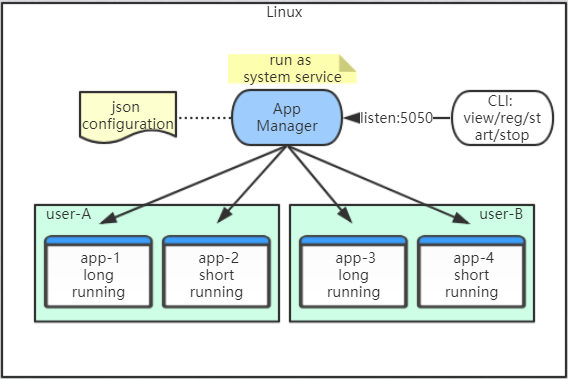 Linux
run as
system service
json
configuration
App
Manager
listen:5050
CLI:
view/reg/st
art/stop
user-A
user-B
app-1
long
running
app-2
short
running
app-3
long
running
app-4
short
running